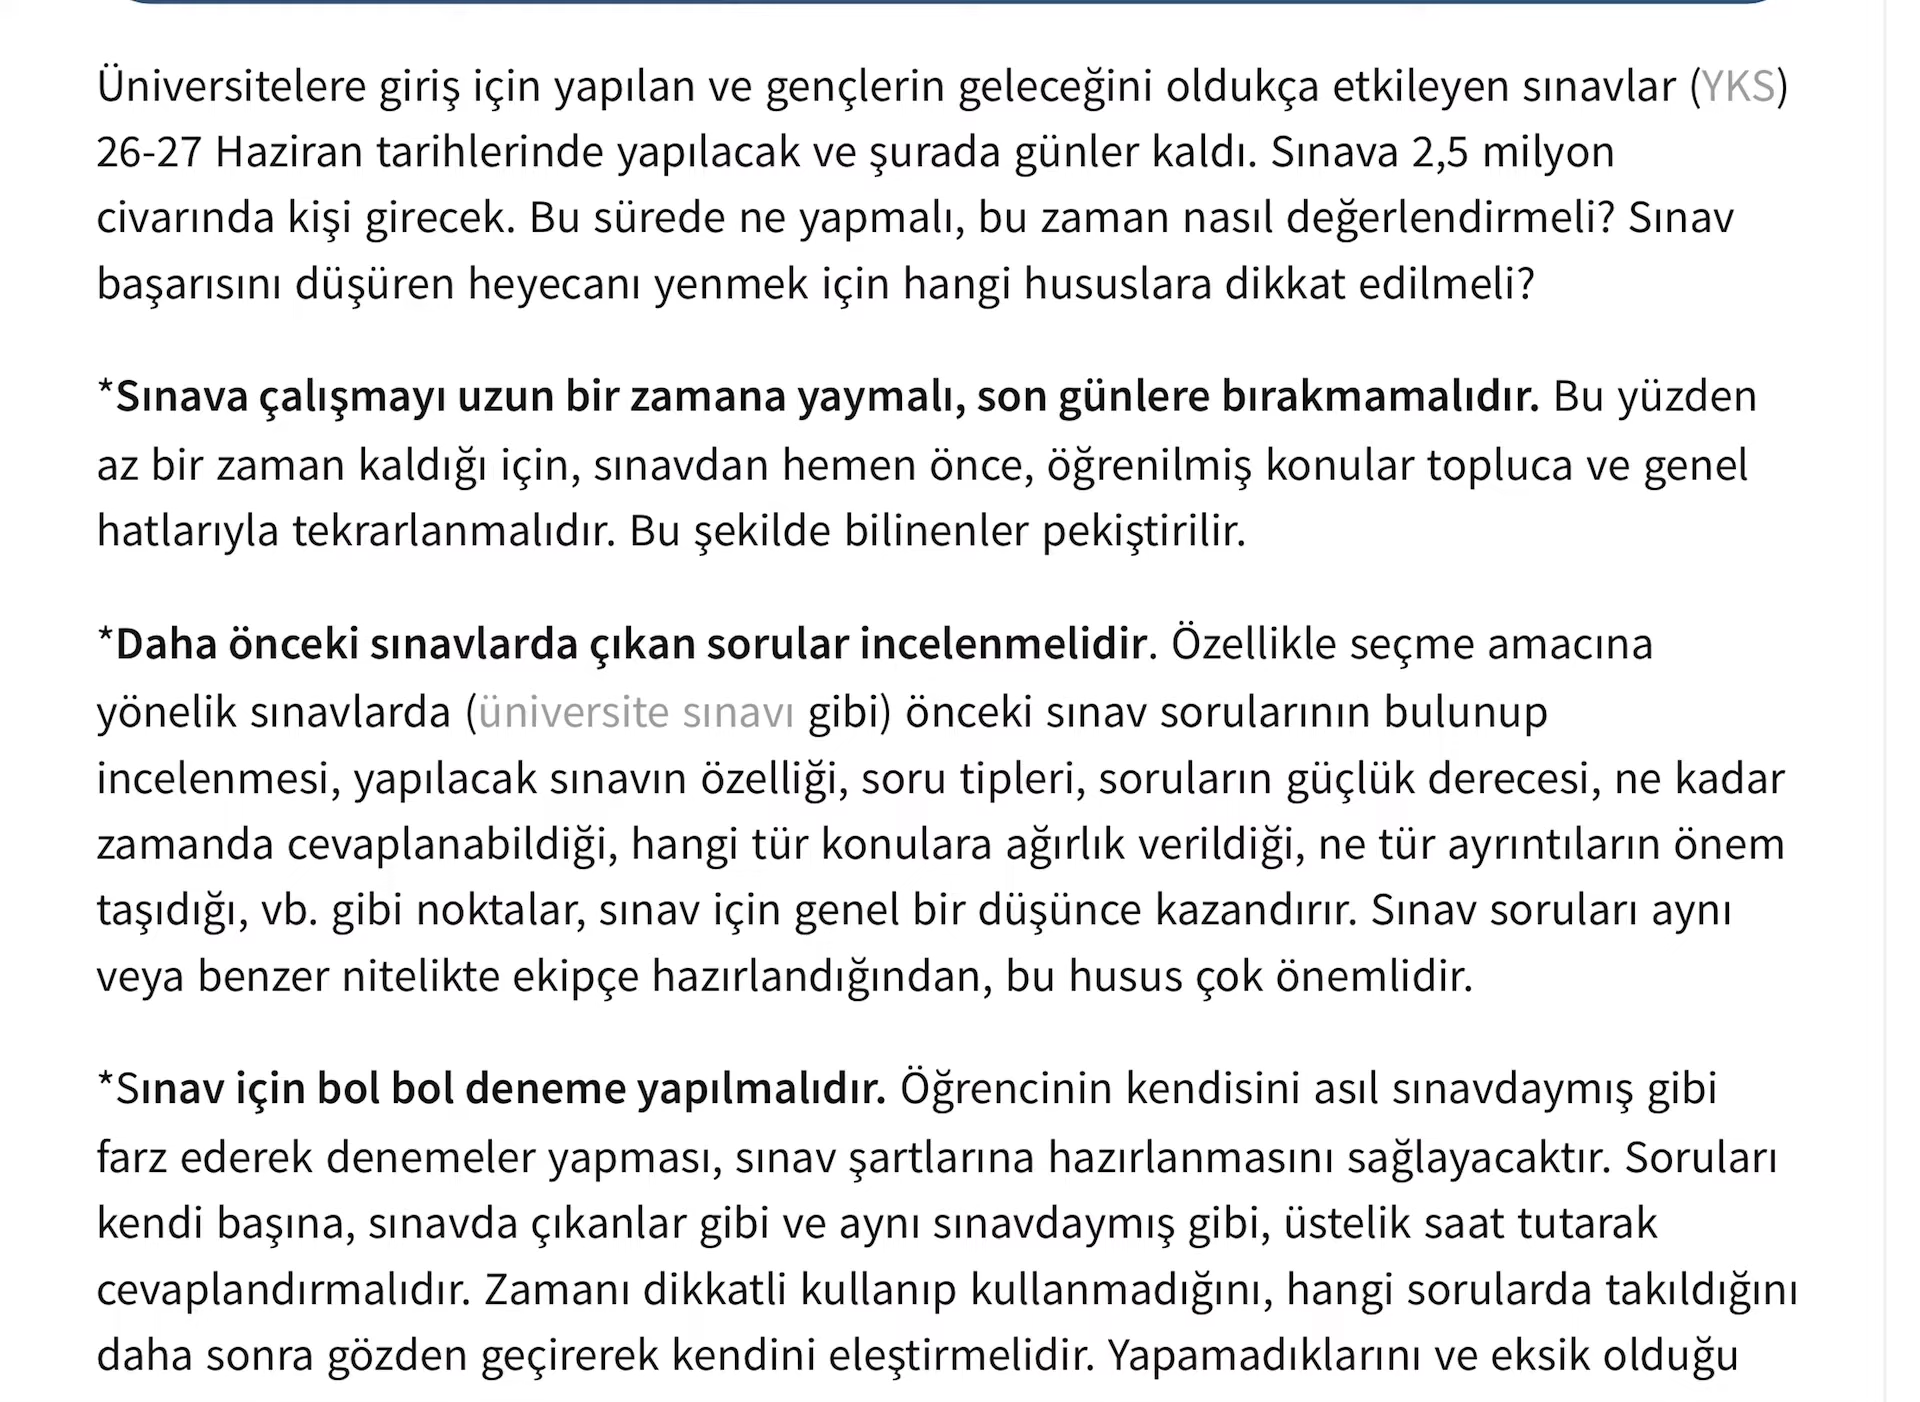 Üniversitelere giriş için yapılan ve gençlerin geleceğini oldukça etkileyen sınavlar (YKS)
26-27 Haziran tarihlerinde yapılacak ve şurada günler kaldı. Sınava 2,5 milyon
civarında kişi girecek. Bu sürede ne yapmalı, bu zaman nasıl değerlendirmeli? Sınav
başarısını düşüren heyecanı yenmek için hangi hususlara dikkat edilmeli?
*Sınava çalışmayı uzun bir zamana yaymalı, son günlere bırakmamalıdır. Bu yüzden
az bir zaman kaldığı için, sınavdan hemen önce, öğrenilmiş konular topluca ve genel
hatlarıyla tekrarlanmalıdır. Bu şekilde bilinenler pekiştirilir.
*Daha önceki sınavlarda çıkan sorular incelenmelidir. Özellikle seçme amacına
yönelik sınavlarda (üniversite sınavı gibi) önceki sınav sorularının bulunup
incelenmesi, yapılacak sınavın özelliği, soru tipleri, soruların güçlük derecesi, ne kadar
zamanda cevaplanabildiği, hangi tür konulara ağırlık verildiği, ne tür ayrıntıların önem
taşıdığı, vb. gibi noktalar, sınav için genel bir düşünce kazandırır. Sınav soruları aynı
veya benzer nitelikte ekipçe hazırlandığından, bu husus çok önemlidir.
*Sınav için bol bol deneme yapılmalıdır. Öğrencinin kendisini asıl sınavdaymış gibi
farz ederek denemeler yapması, sınav şartlarına hazırlanmasını sağlayacaktır. Soruları
kendi başına, sınavda çıkanlar gibi ve aynı sınavdaymış gibi, üstelik saat tutarak
cevaplandırmalıdır. Zamanı dikkatli kullanıp kullanmadığını, hangi sorularda takıldığını
daha sonra gözden geçirerek kendini eleştirmelidir. Yapamadıklarını ve eksik olduğu